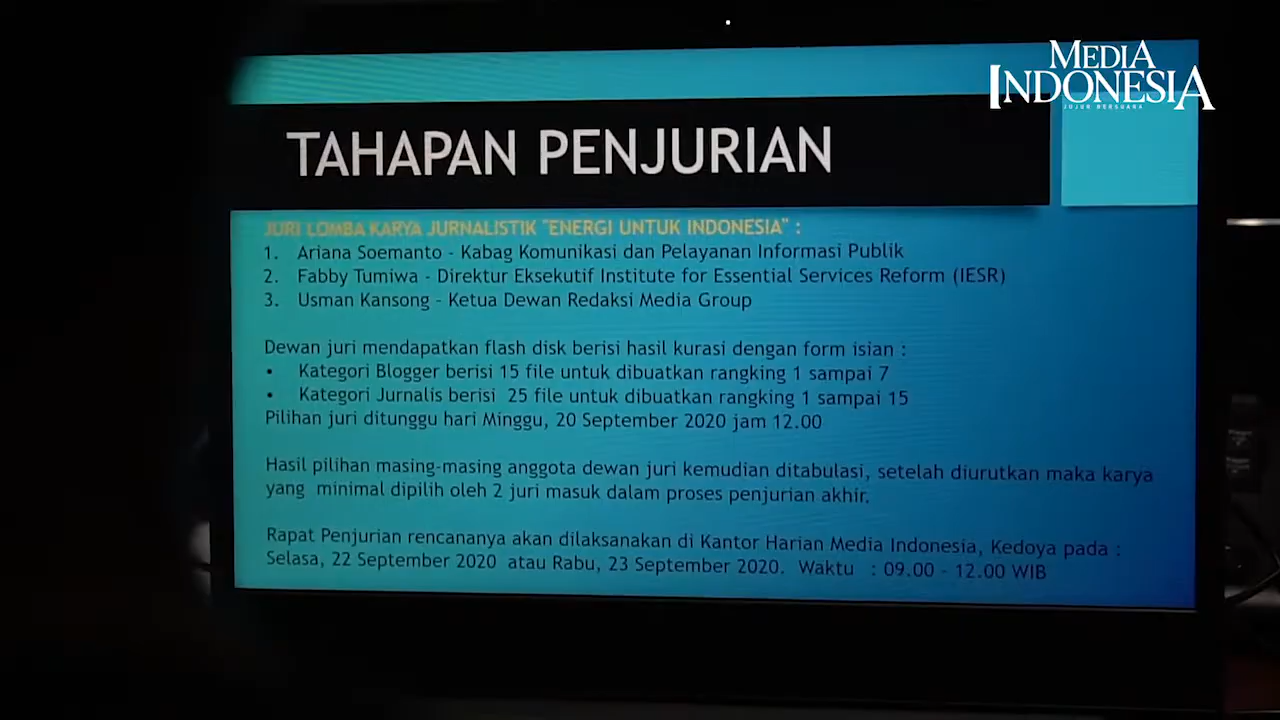 MEDIA
INDONESIA
JUJUR BERSUARA
TAHAPAN PENJURIAN
JURI LOMBA KARYA JURNALISTIK "ENERGI UNTUK INDONESIA" :
1. Ariana Soemanto - Kabag Komunikasi dan Pelayanan Informasi Publik
2. Fabby Tumiwa - Direktur Eksekutif Institute for Essential Services Reform (IESR)
3. Usman Kansong - Ketua Dewan Redaksi Media Group
Dewan juri mendapatkan flash disk berisi hasil kurasi dengan form isian :
• Kategori Blogger berisi 15 file untuk dibuatkan rangking 1 sampai 7
• Kategori Jurnalis berisi 25 file untuk dibuatkan rangking 1 sampai 15
Pilihan juri ditunggu hari Minggu, 20 September 2020 jam 12.00
Hasil pilihan masing-masing anggota dewan juri kemudian ditabulasi, setelah diurutkan maka karya
yang minimal dipilih oleh 2 juri masuk dalam proses penjurian akhir.
Rapat Penjurian rencananya akan dilaksanakan di Kantor Harian Media Indonesia, Kedoya pada :
Selasa, 22 September 2020 atau Rabu, 23 September 2020. Waktu : 09.00 - 12.00 WIB